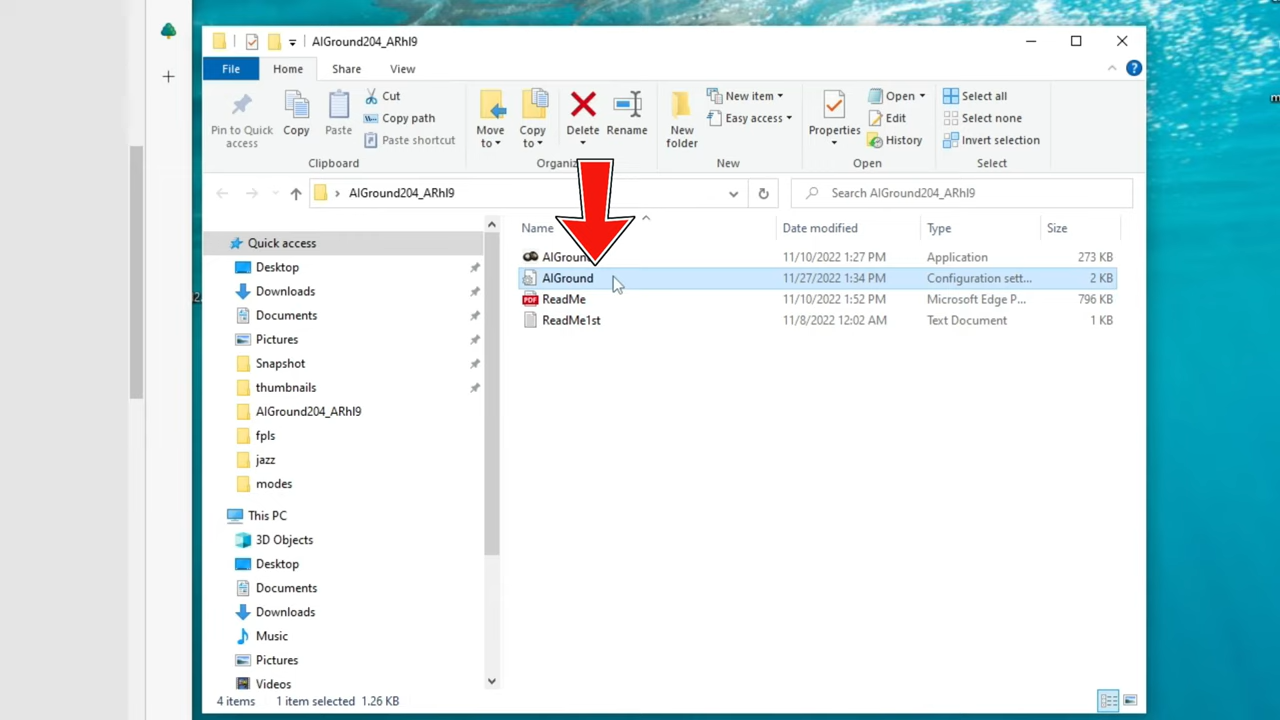 AIGround204_ARhI9
File Home Share View
Pin to Quick access
Copy
Paste
Cut
Copy path
Paste shortcut
Clipboard
Move to
Copy to
Delete
Rename
New folder
New item
Easy access
New
Properties
Open
Edit
History
Open
Select all
Select none
Invert selection
Select
AIGround204_ARhI9
Search AIGround204_ARhI9
Quick access
Desktop
Downloads
Documents
Pictures
Snapshot
thumbnails
AIGround204_ARhI9
fpls
jazz
modes
This PC
3D Objects
Desktop
Documents
Downloads
Music
Pictures
Videos
Name Date modified Type Size
11/10/2022 1:27 PM Application 273 KB
AIGround 11/27/2022 1:34 PM Configuration sett... 2 KB
ReadMe 11/10/2022 1:52 PM Microsoft Edge P... 796 KB
ReadMe1st 11/8/2022 12:02 AM Text Document 1 KB
4 items 1 item selected 1.26 KB